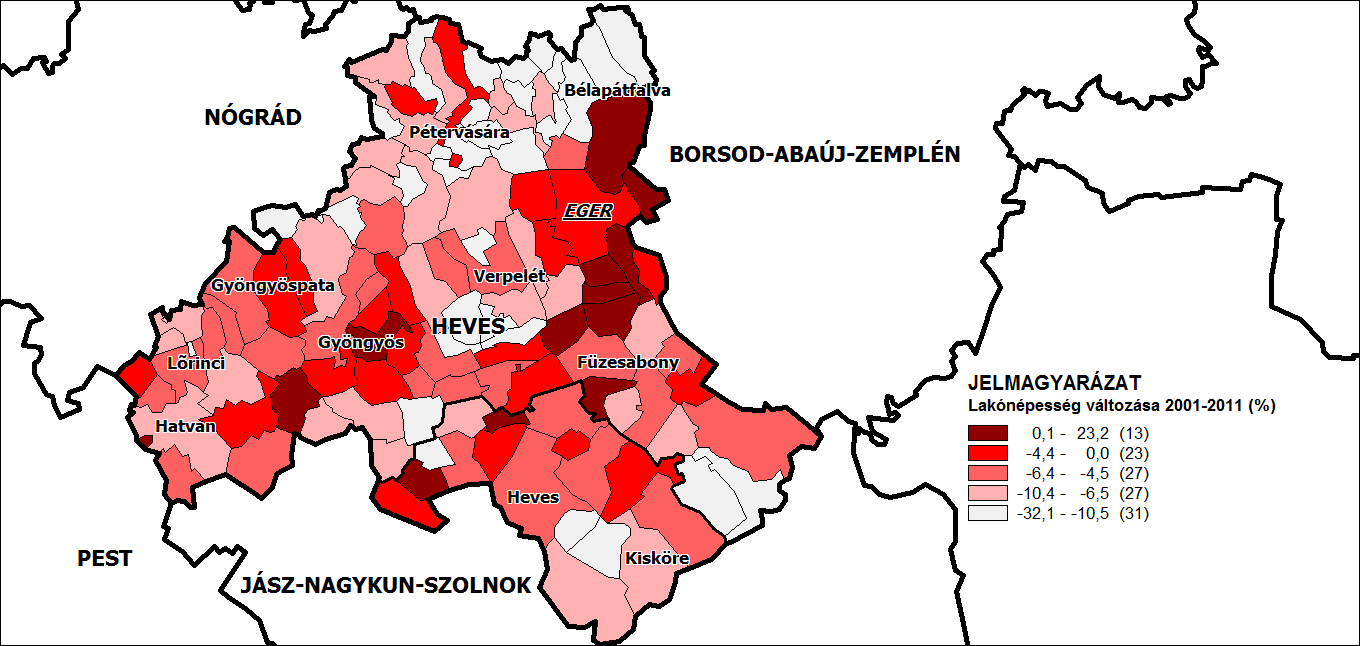 Bélapátfalva
NÓGRÁD
Pétervására
BORSOD-ABAÚJ-ZEMPLÉN
EGER
Verpelét
Gyöngyöspata
HEVES
Gyöngyös
Lõrinci
Füzesabony
Hatvan
Heves
Kisköre
PEST
JÁSZ-NAGYKUN-SZOLNOK
JELMAGYARÁZAT
Lakónépesség változása 2001-2011 (%)
0,1 - 23,2 (13)
-4,4 - 0,0 (23)
-6,4 - -4,5 (27)
-10,4 - -6,5 (27)
-32,1 - -10,5 (31)